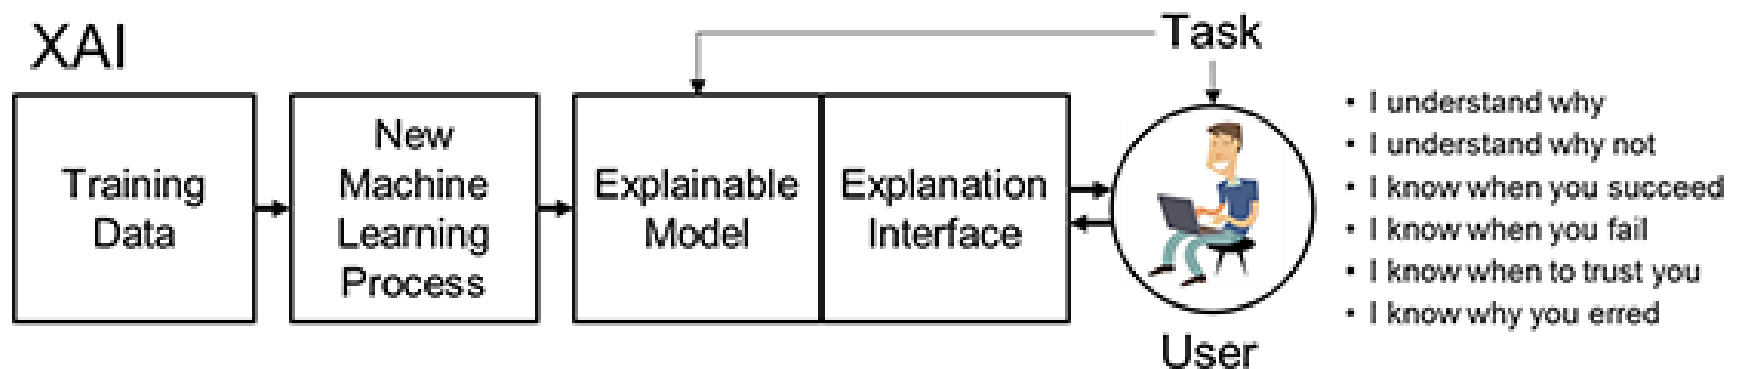 XAI
Task
Training
Data
New
Machine
Learning
Process
Explainable
Model
Explanation
Interface
User
• I understand why
• I understand why not
• I know when you succeed
• I know when you fail
• I know when to trust you
• I know why you erred